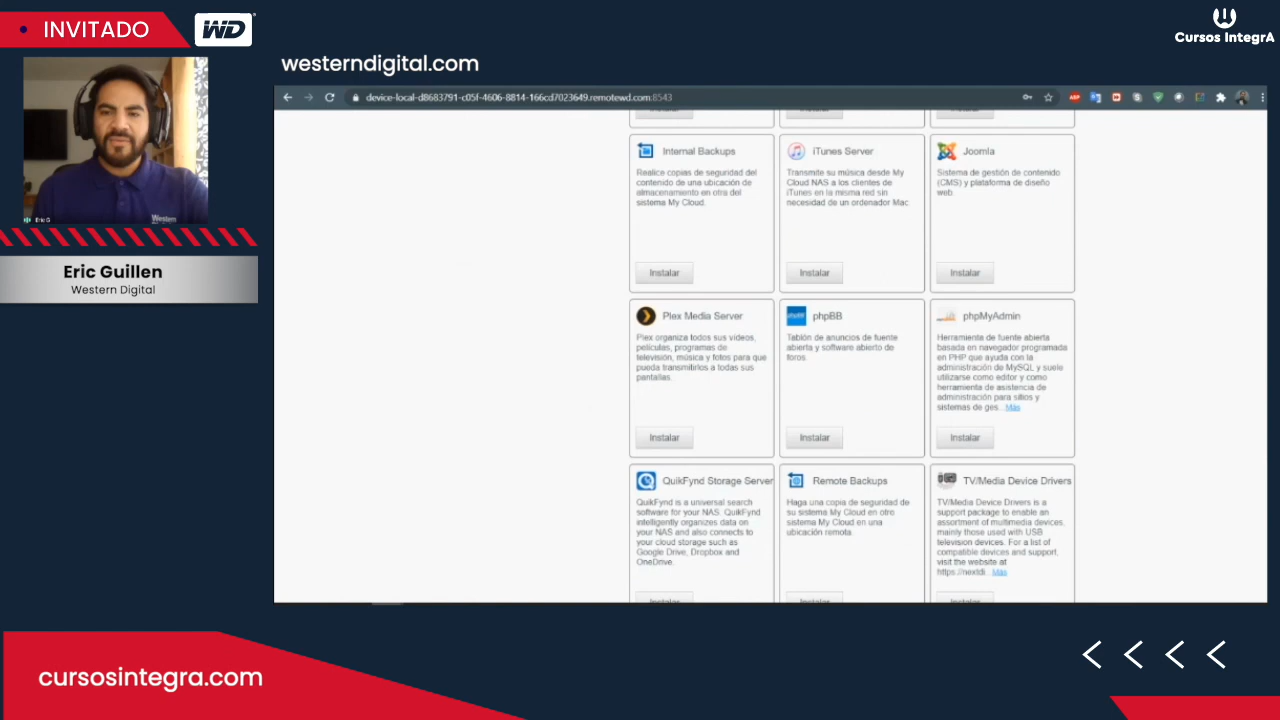 INVITADO
WD
Cursos IntegrA
westerndigital.com
device-local-d8683791-c05f-4606-8814-166cd7023649.remotewd.com:8543
Eric G
Western
Eric Guillen
Western Digital
Internal Backups
Realice copias de seguridad del
contenido de una ubicación de
almacenamiento en otra del
sistema My Cloud.
Instalar
iTunes Server
Transmite su música desde My
Cloud NAS a los clientes de
iTunes en la misma red sin
necesidad de un ordenador Mac
Instalar
Joomla
Sistema de gestión de contenido
(CMS) y plataforma de diseño
web.
Instalar
Plex Media Server
Plex organiza todos sus vídeos,
películas, programas de
televisión, música y fotos para que
pueda transmitirlos a todas sus
pantallas.
Instalar
phpBB
Tablón de anuncios de fuente
abierta y software abierto de
foros
Instalar
phpMyAdmin
Herramienta de fuente abierta
basada en navegador programada
en PHP que ayuda con la
administración de MySQL y suele
utilizarse como editor y como
herramienta de asistencia de
administración para sitios y
sistemas de ges...Más
Instalar
QuikFynd Storage Server
QuikFynd is a universal search
software for your NAS. QuikFynd
intelligently organizes data on
your NAS and also connects to
your cloud storage such as
Google Drive, Dropbox and
OneDrive.
Instalar
Remote Backups
Haga una copia de seguridad de
su sistema My Cloud en otro
sistema My Cloud en una
ubicación remota
Instalar
TV/Media Device Drivers
TV/Media Device Drivers is a
support package to enable an
assortment of multimedia devices,
mainly those used with USB
television devices. For a list of
compatible devices and support,
visit the website at
https://nextdi...Más
Instalar
cursosintegra.com